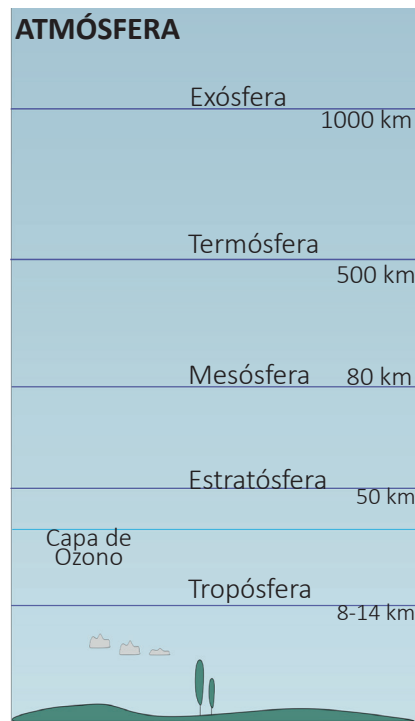 ATMÓSFERA
Exósfera
1000 km
Termósfera
500 km
Mesósfera 80 km
Estratósfera
50 km
Capa de
Ozono
Tropósfera
8-14 km